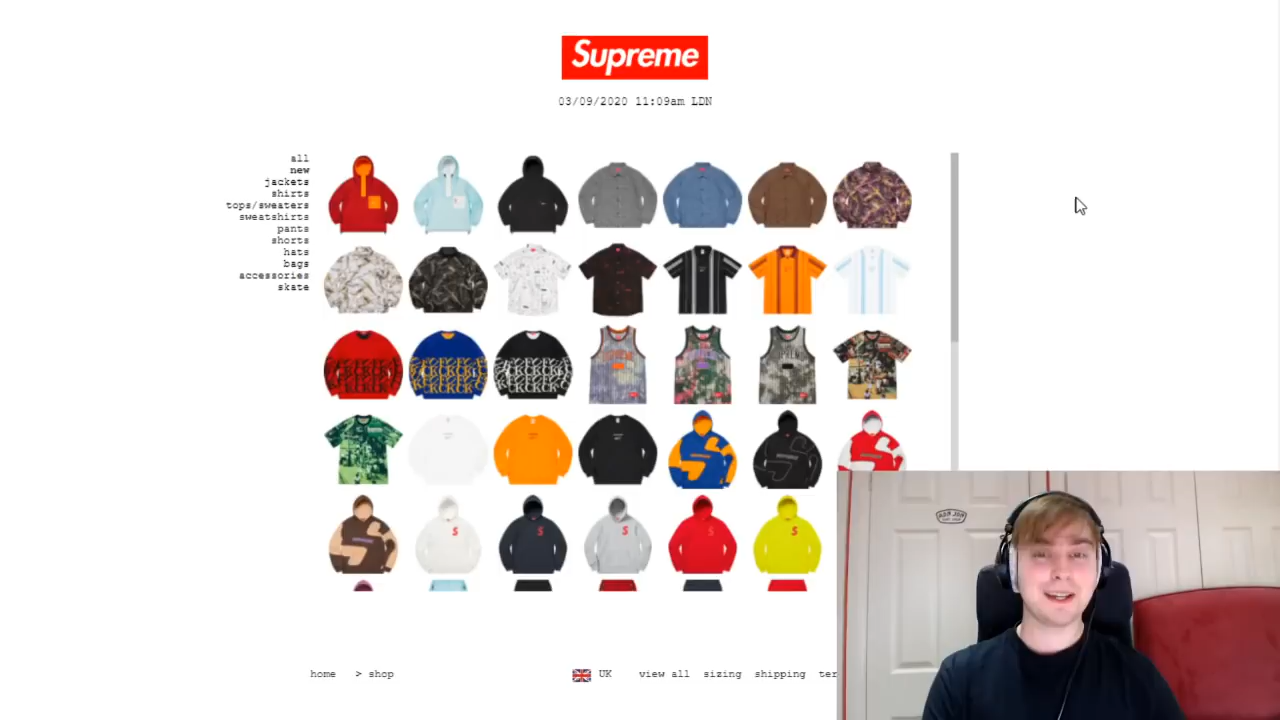 Supreme
03/09/2020 11:09am LDN
all
new
jackets
shirts
tops/sweaters
sweatshirts
pants
shorts
hats
bags
accessories
skate
home > shop
UK view all sizing shipping ter